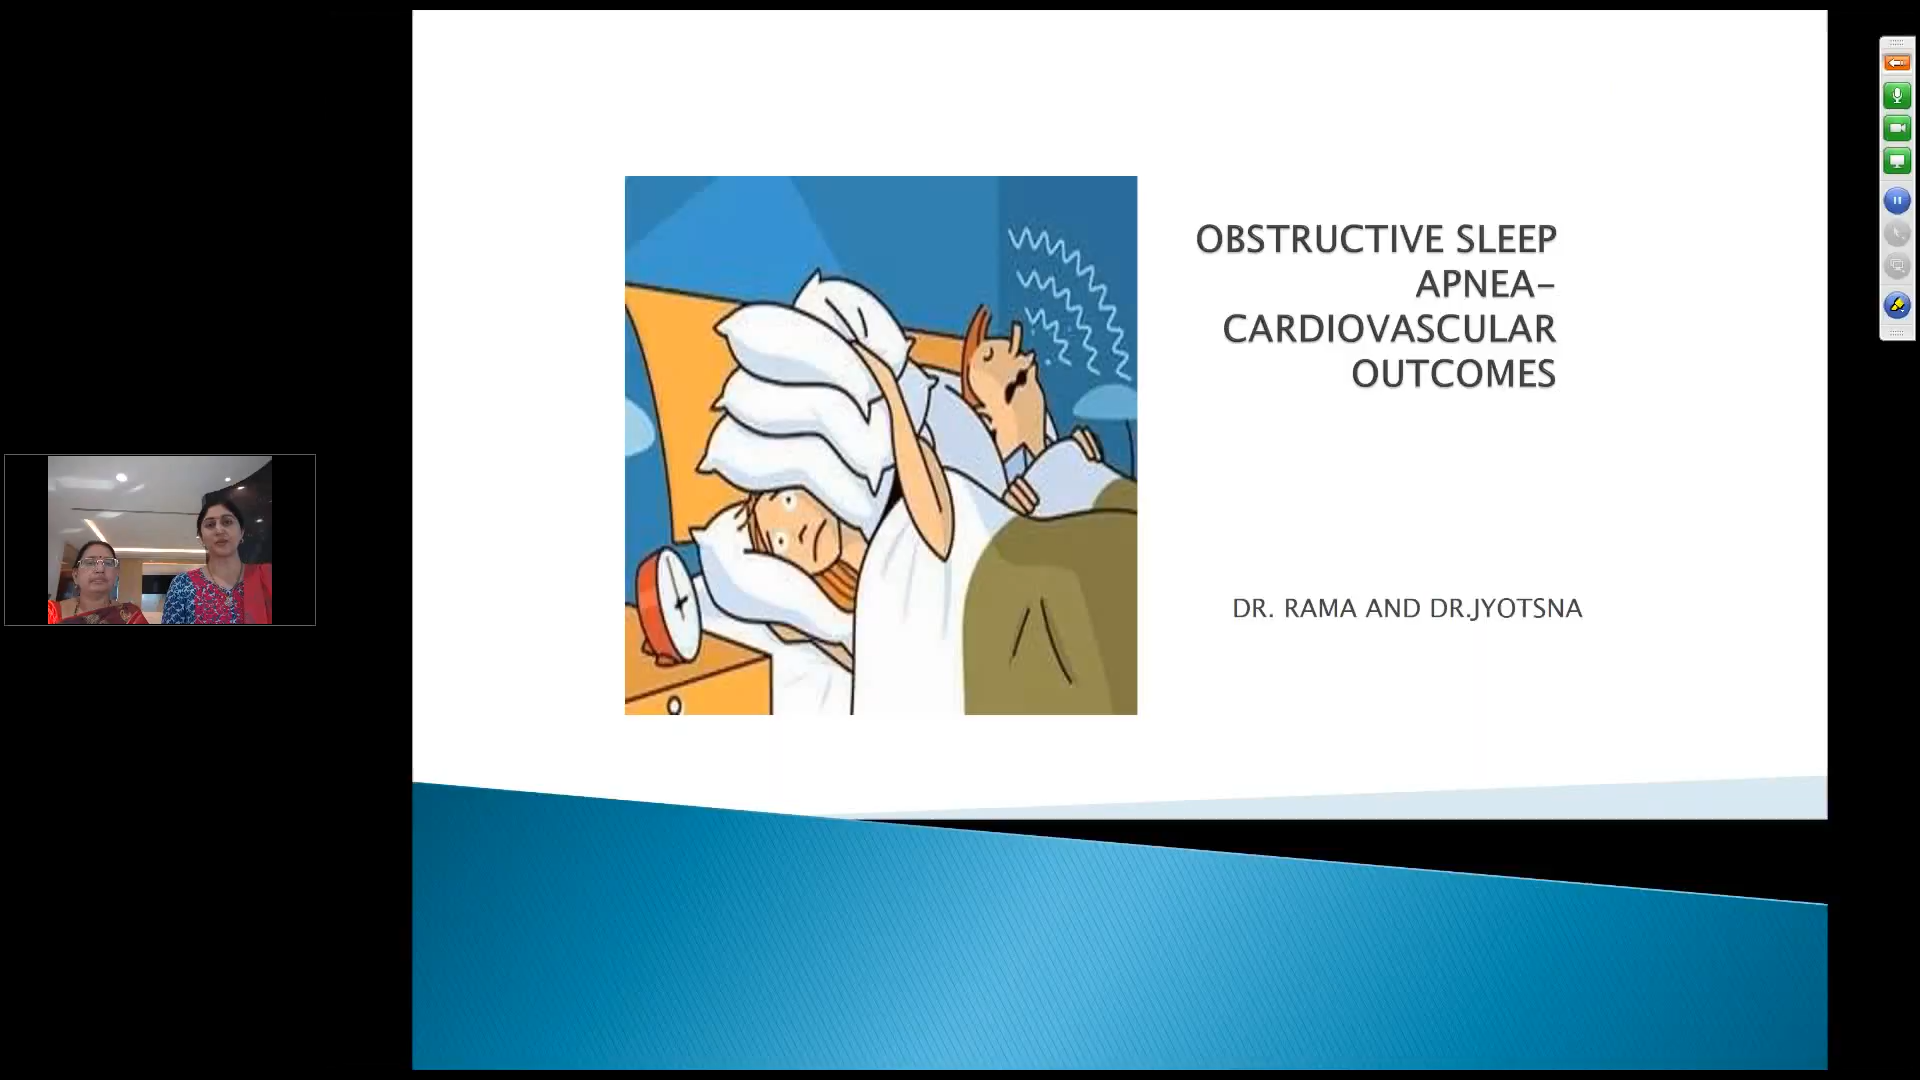 OBSTRUCTIVE SLEEP
APNEA-
CARDIOVASCULAR
OUTCOMES
DR. RAMA AND DR.JYOTSNA